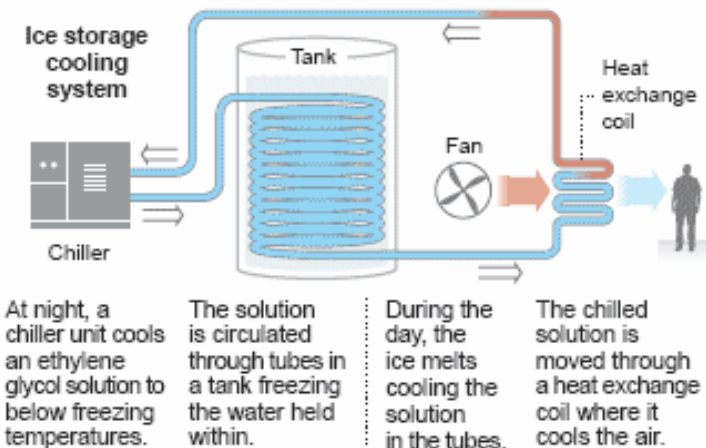 Ice storage
cooling
system
Tank
Heat
exchange
coil
Fan
Chiller
At night, a
chiller unit cools
an ethylene
glycol solution to
below freezing
temperatures.
The solution
is circulated
through tubes in
a tank freezing
the water held
within.
During the
day, the
ice melts
cooling the
solution
in the tubes.
The chilled
solution is
moved through
a heat exchange
coil where it
cools the air.